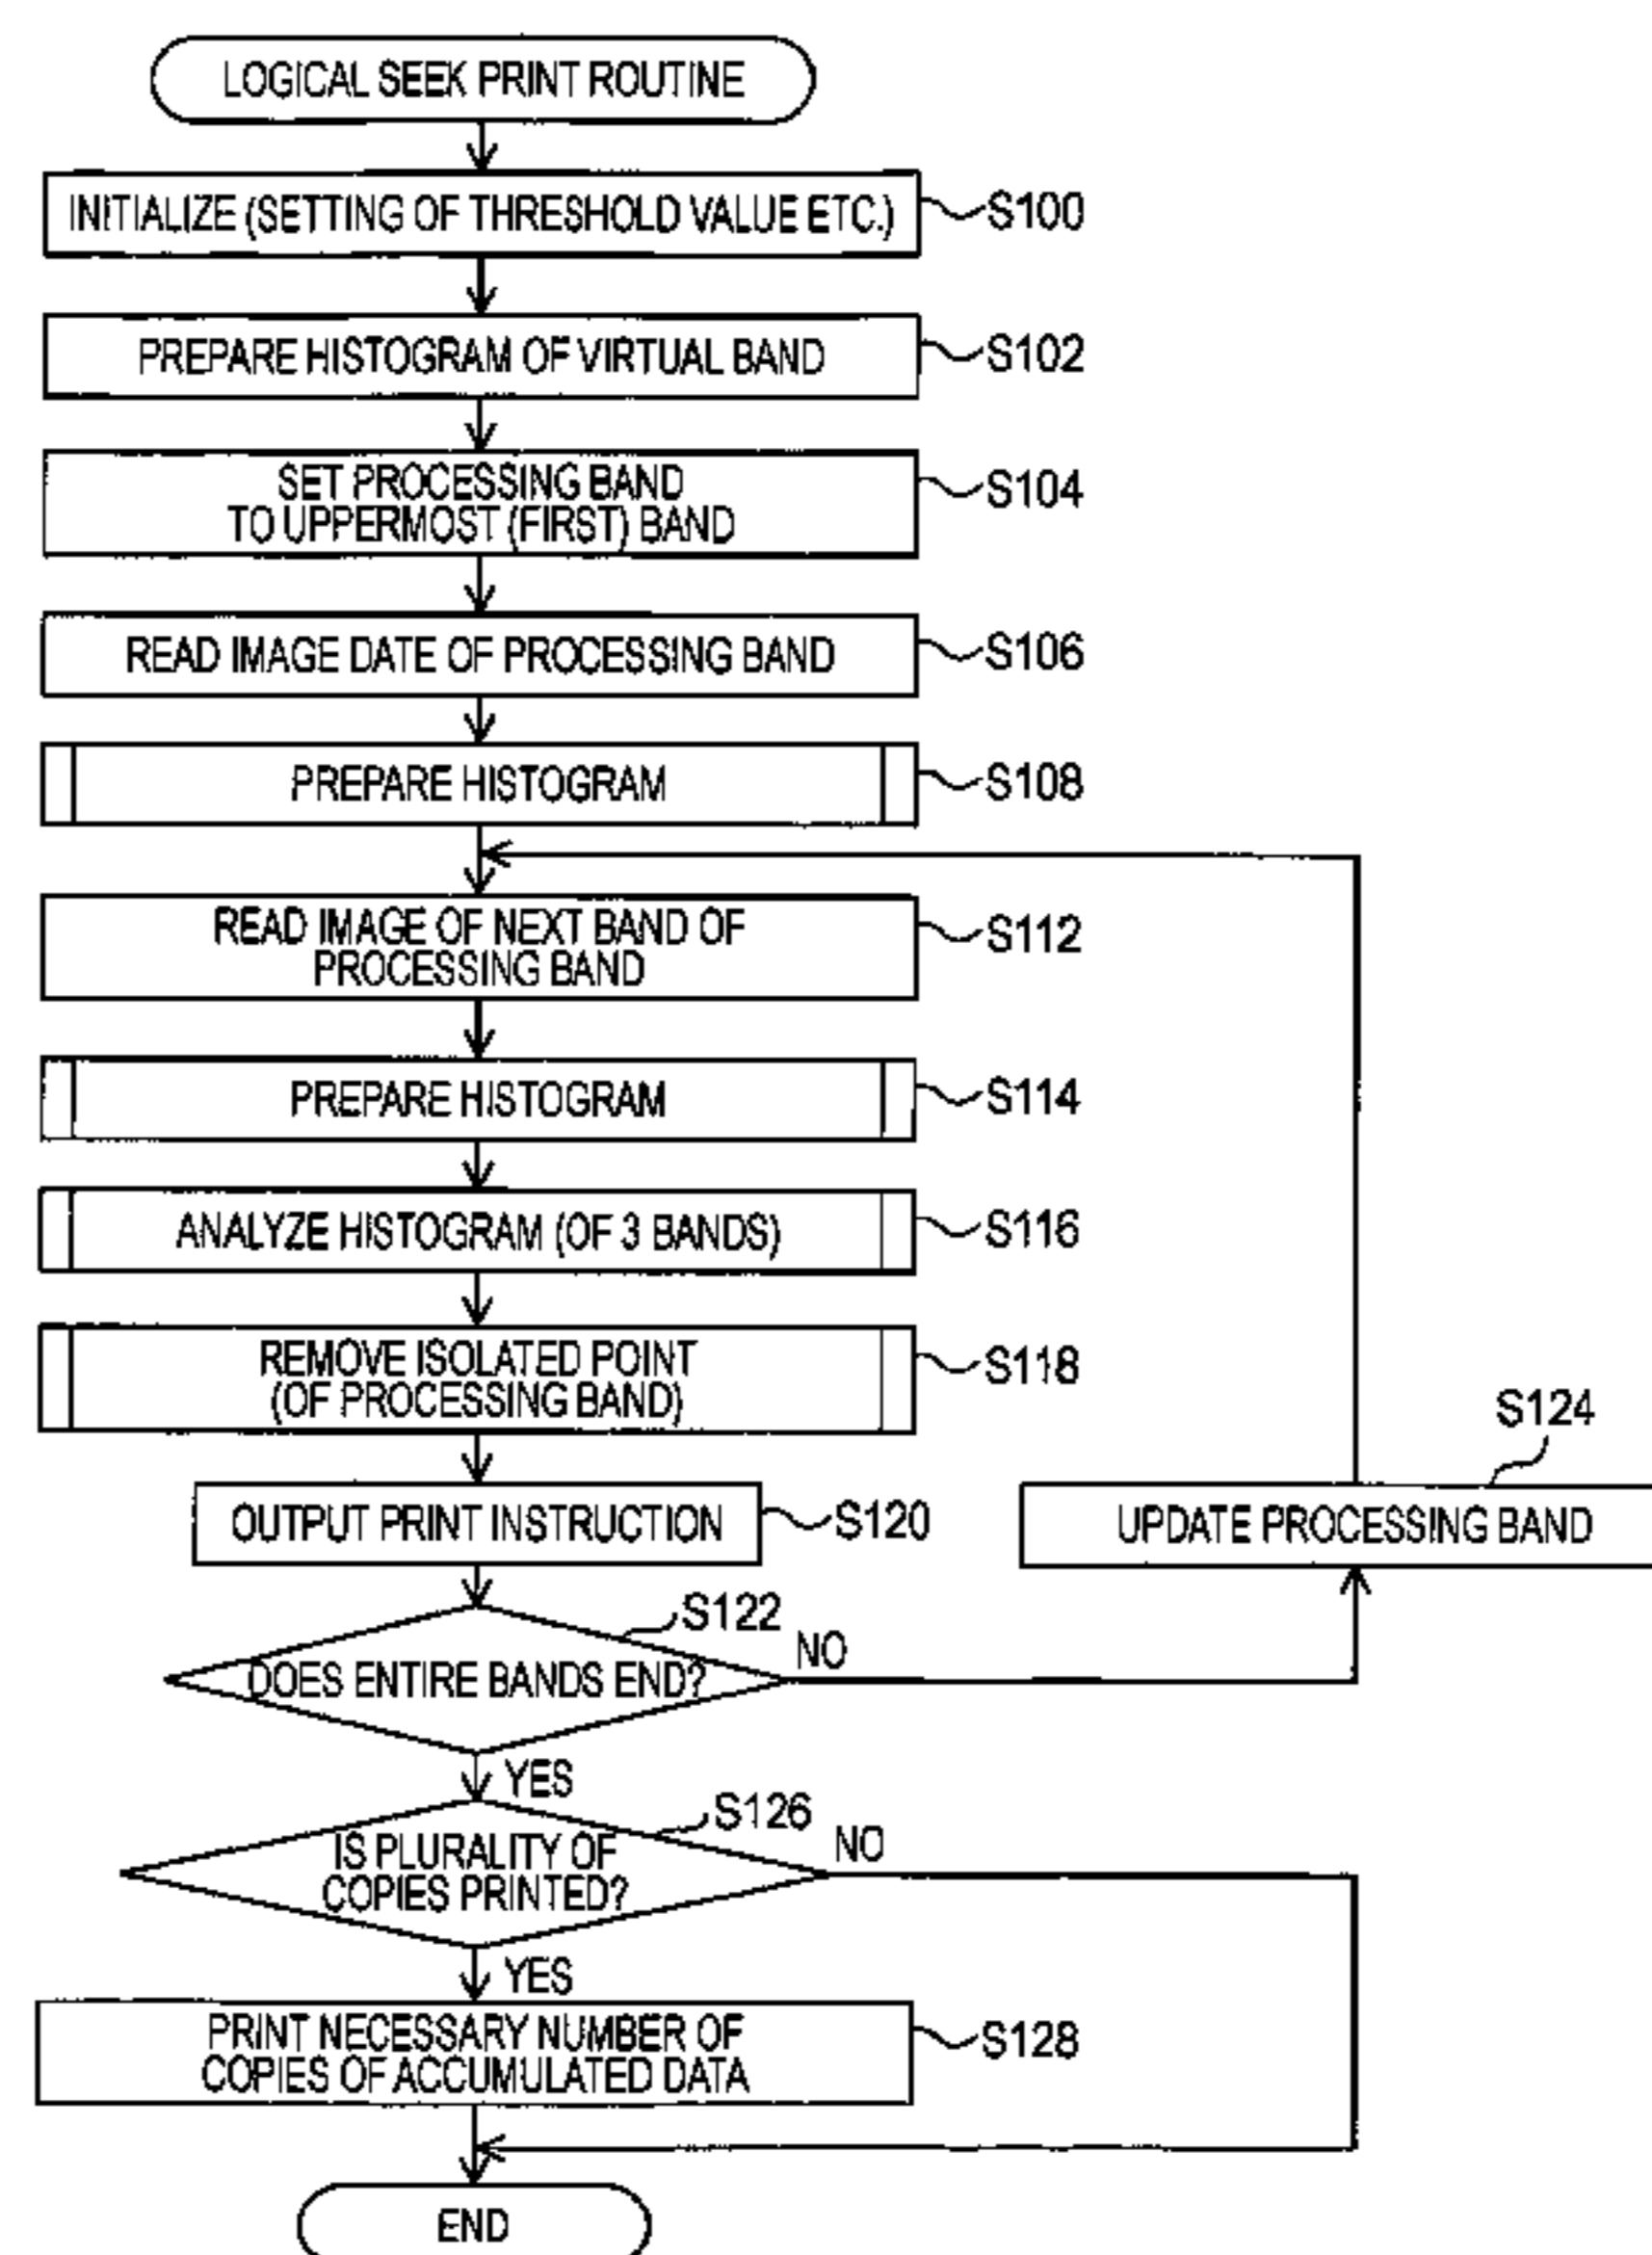 LOGICAL SEEK PRINT ROUTINE
INITIALIZE (SETTING OF THRESHOLD VALUE ETC.)
S100
PREPARE HISTOGRAM OF VIRTUAL BAND
S102
SET PROCESSING BAND
TO UPPERMOST (FIRST) BAND
S104
READ IMAGE DATE OF PROCESSING BAND
S106
PREPARE HISTOGRAM
S108
READ IMAGE OF NEXT BAND OF
PROCESSING BAND
S112
PREPARE HISTOGRAM
S114
ANALYZE HISTOGRAM (OF 3 BANDS)
S116
REMOVE ISOLATED POINT
(OF PROCESSING BAND)
S118
S124
OUTPUT PRINT INSTRUCTION
S120
UPDATE PROCESSING BAND
S122
DOES ENTIRE BANDS END?
NO
YES
S126
IS PLURALITY OF
COPIES PRINTED?
NO
YES
PRINT NECESSARY NUMBER OF
COPIES OF ACCUMULATED DATA
S128
END